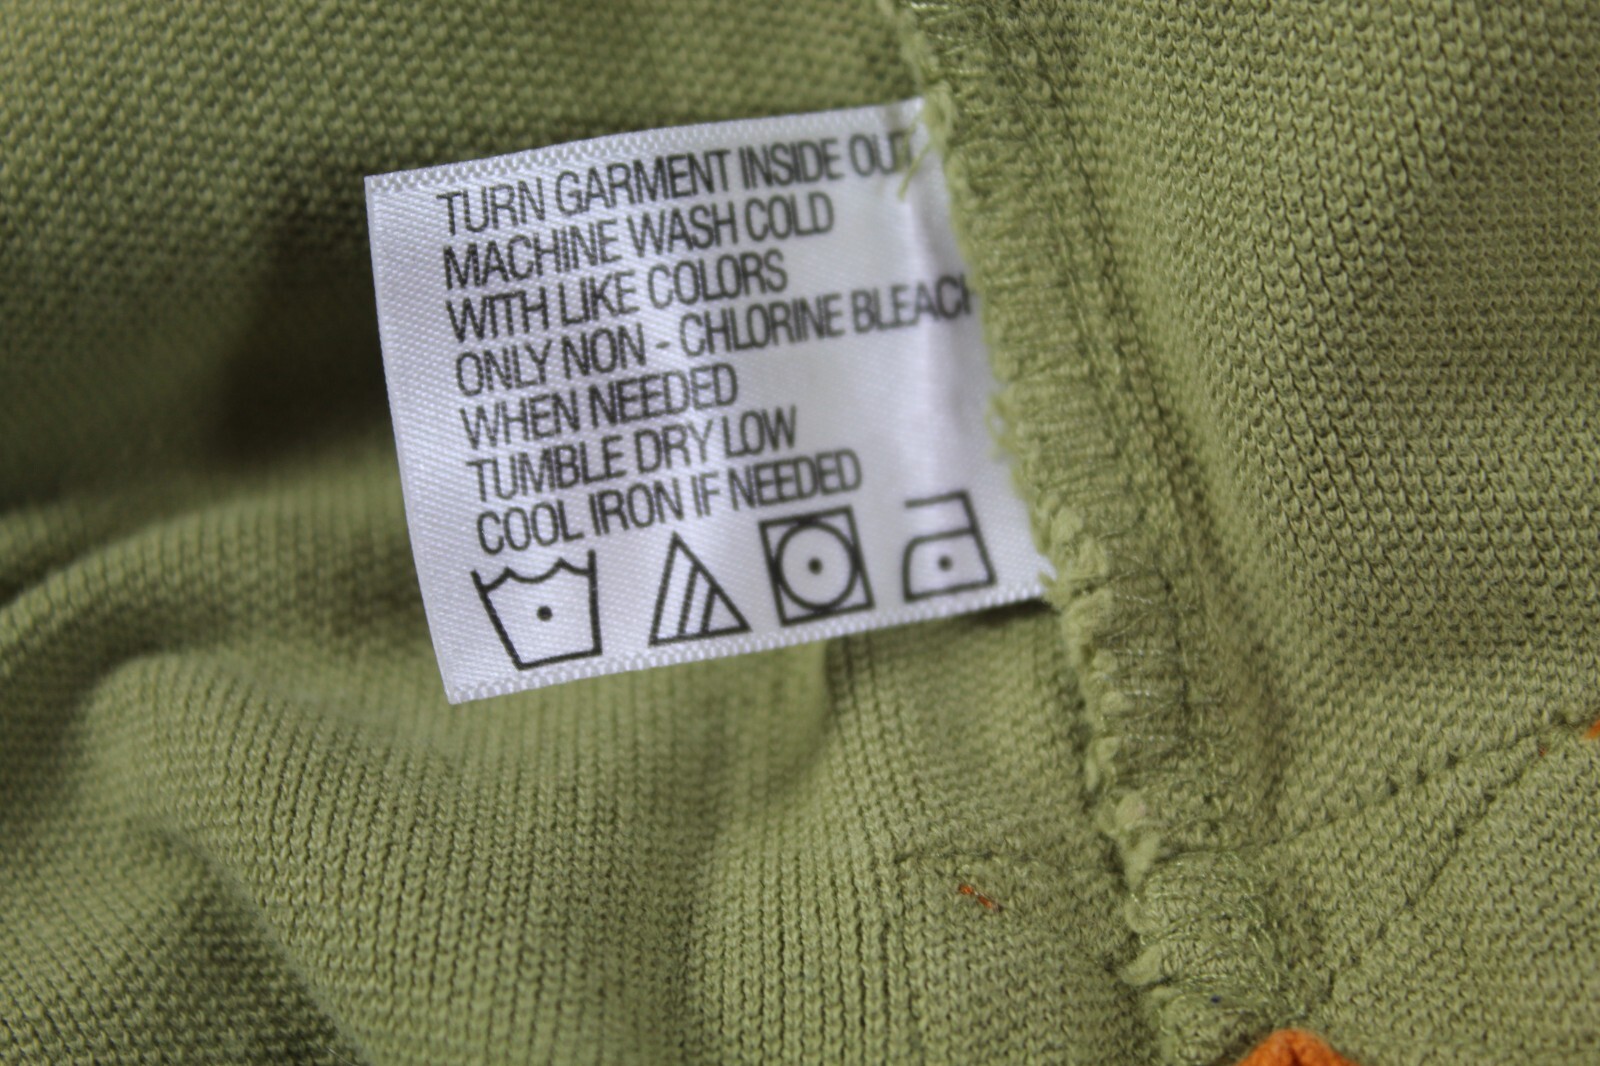 TURN GARMENT INSIDE OUT
MACHINE WASH COLD
WITH LIKE COLORS
ONLY NON - CHLORINE BLEACH
WHEN NEEDED
TUMBLE DRY LOW
COOL IRON IF NEEDED